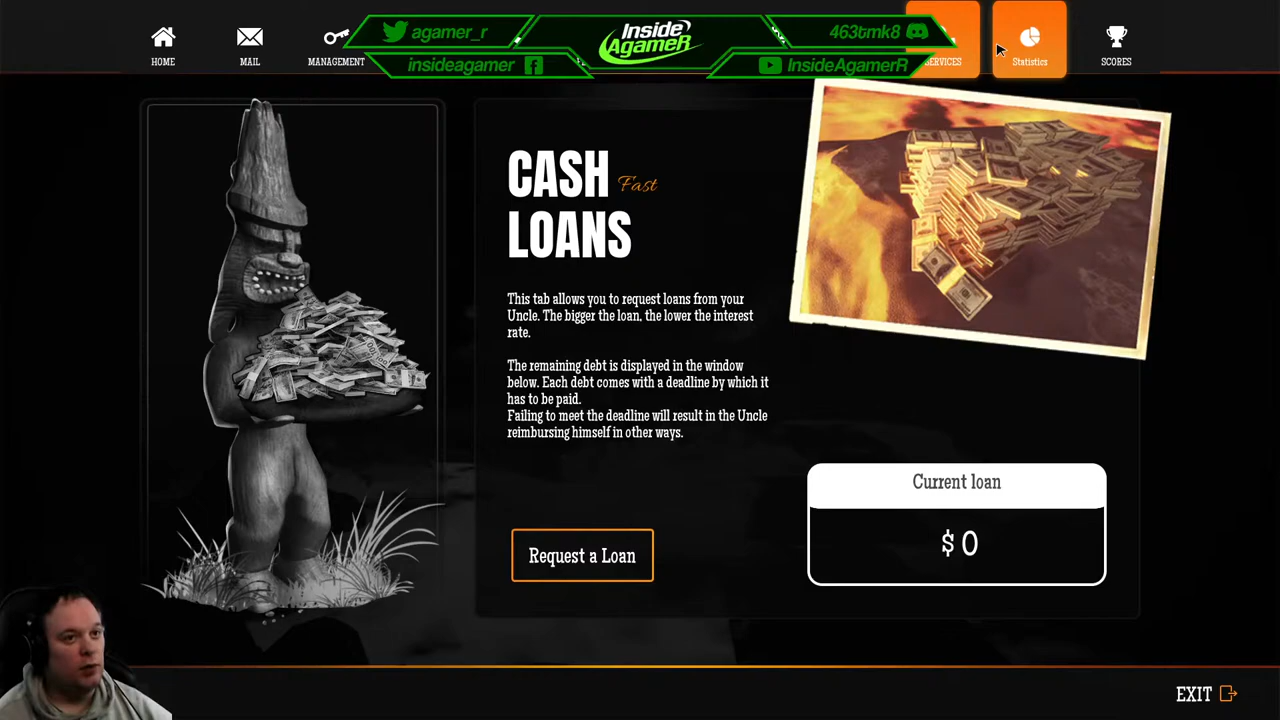 HOME
MAIL
MANAGEMENT
agamer_r
insideagamer
Inside
AgameR
463tmk8
InsideAgamerR
SERVICES
Statistics
SCORES
CASH Fast
LOANS
This tab allows you to request loans from your
Uncle. The bigger the loan, the lower the interest
rate.
The remaining debt is displayed in the window
below. Each debt comes with a deadline by which it
has to be paid.
Failing to meet the deadline will result in the Uncle
reimbursing himself in other ways.
Request a Loan
Current loan
$ 0
EXIT